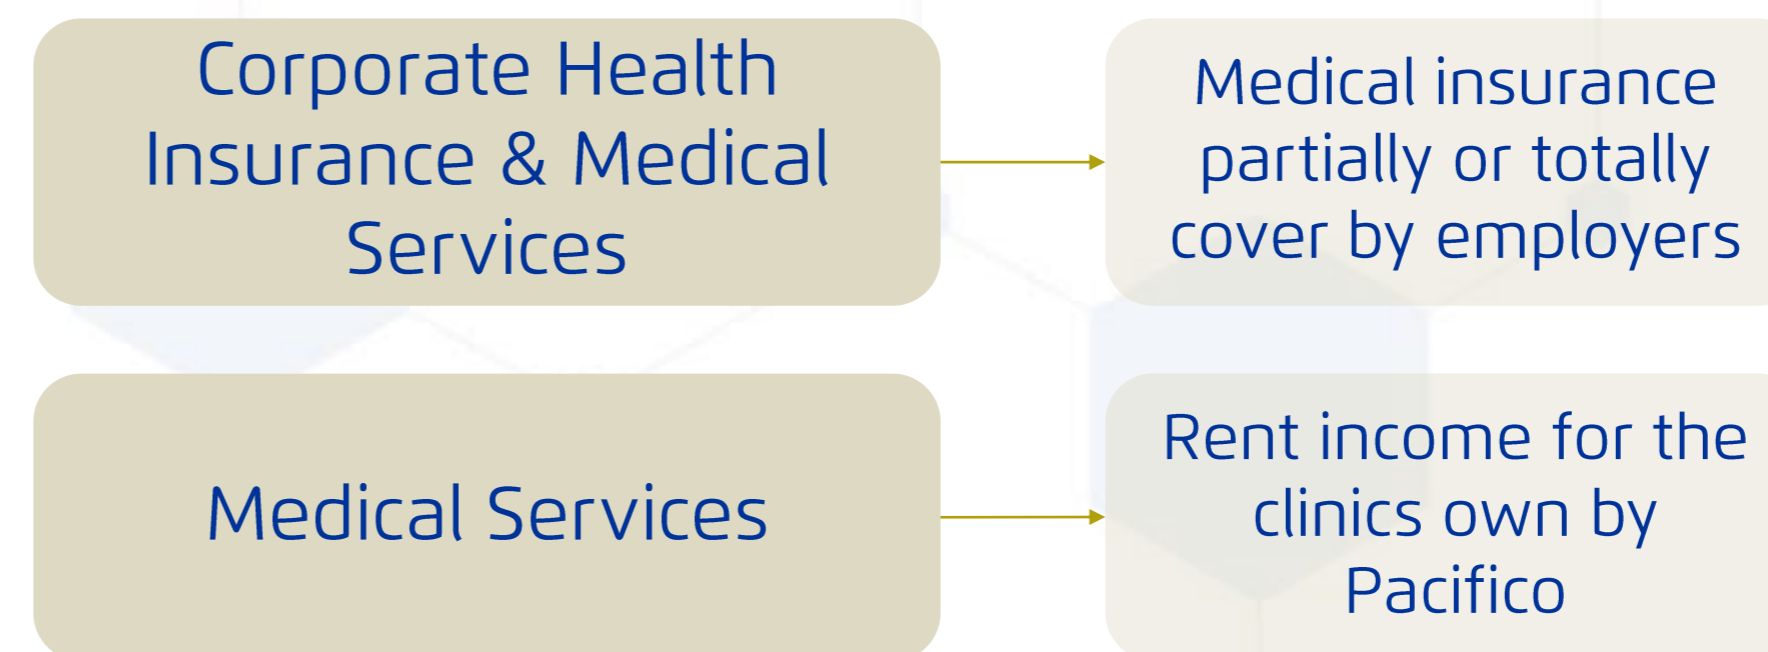 Corporate Health
Insurance & Medical
Services
Medical insurance
partially or totally
cover by employers
Medical Services
Rent income for the
clinics own by
Pacifico